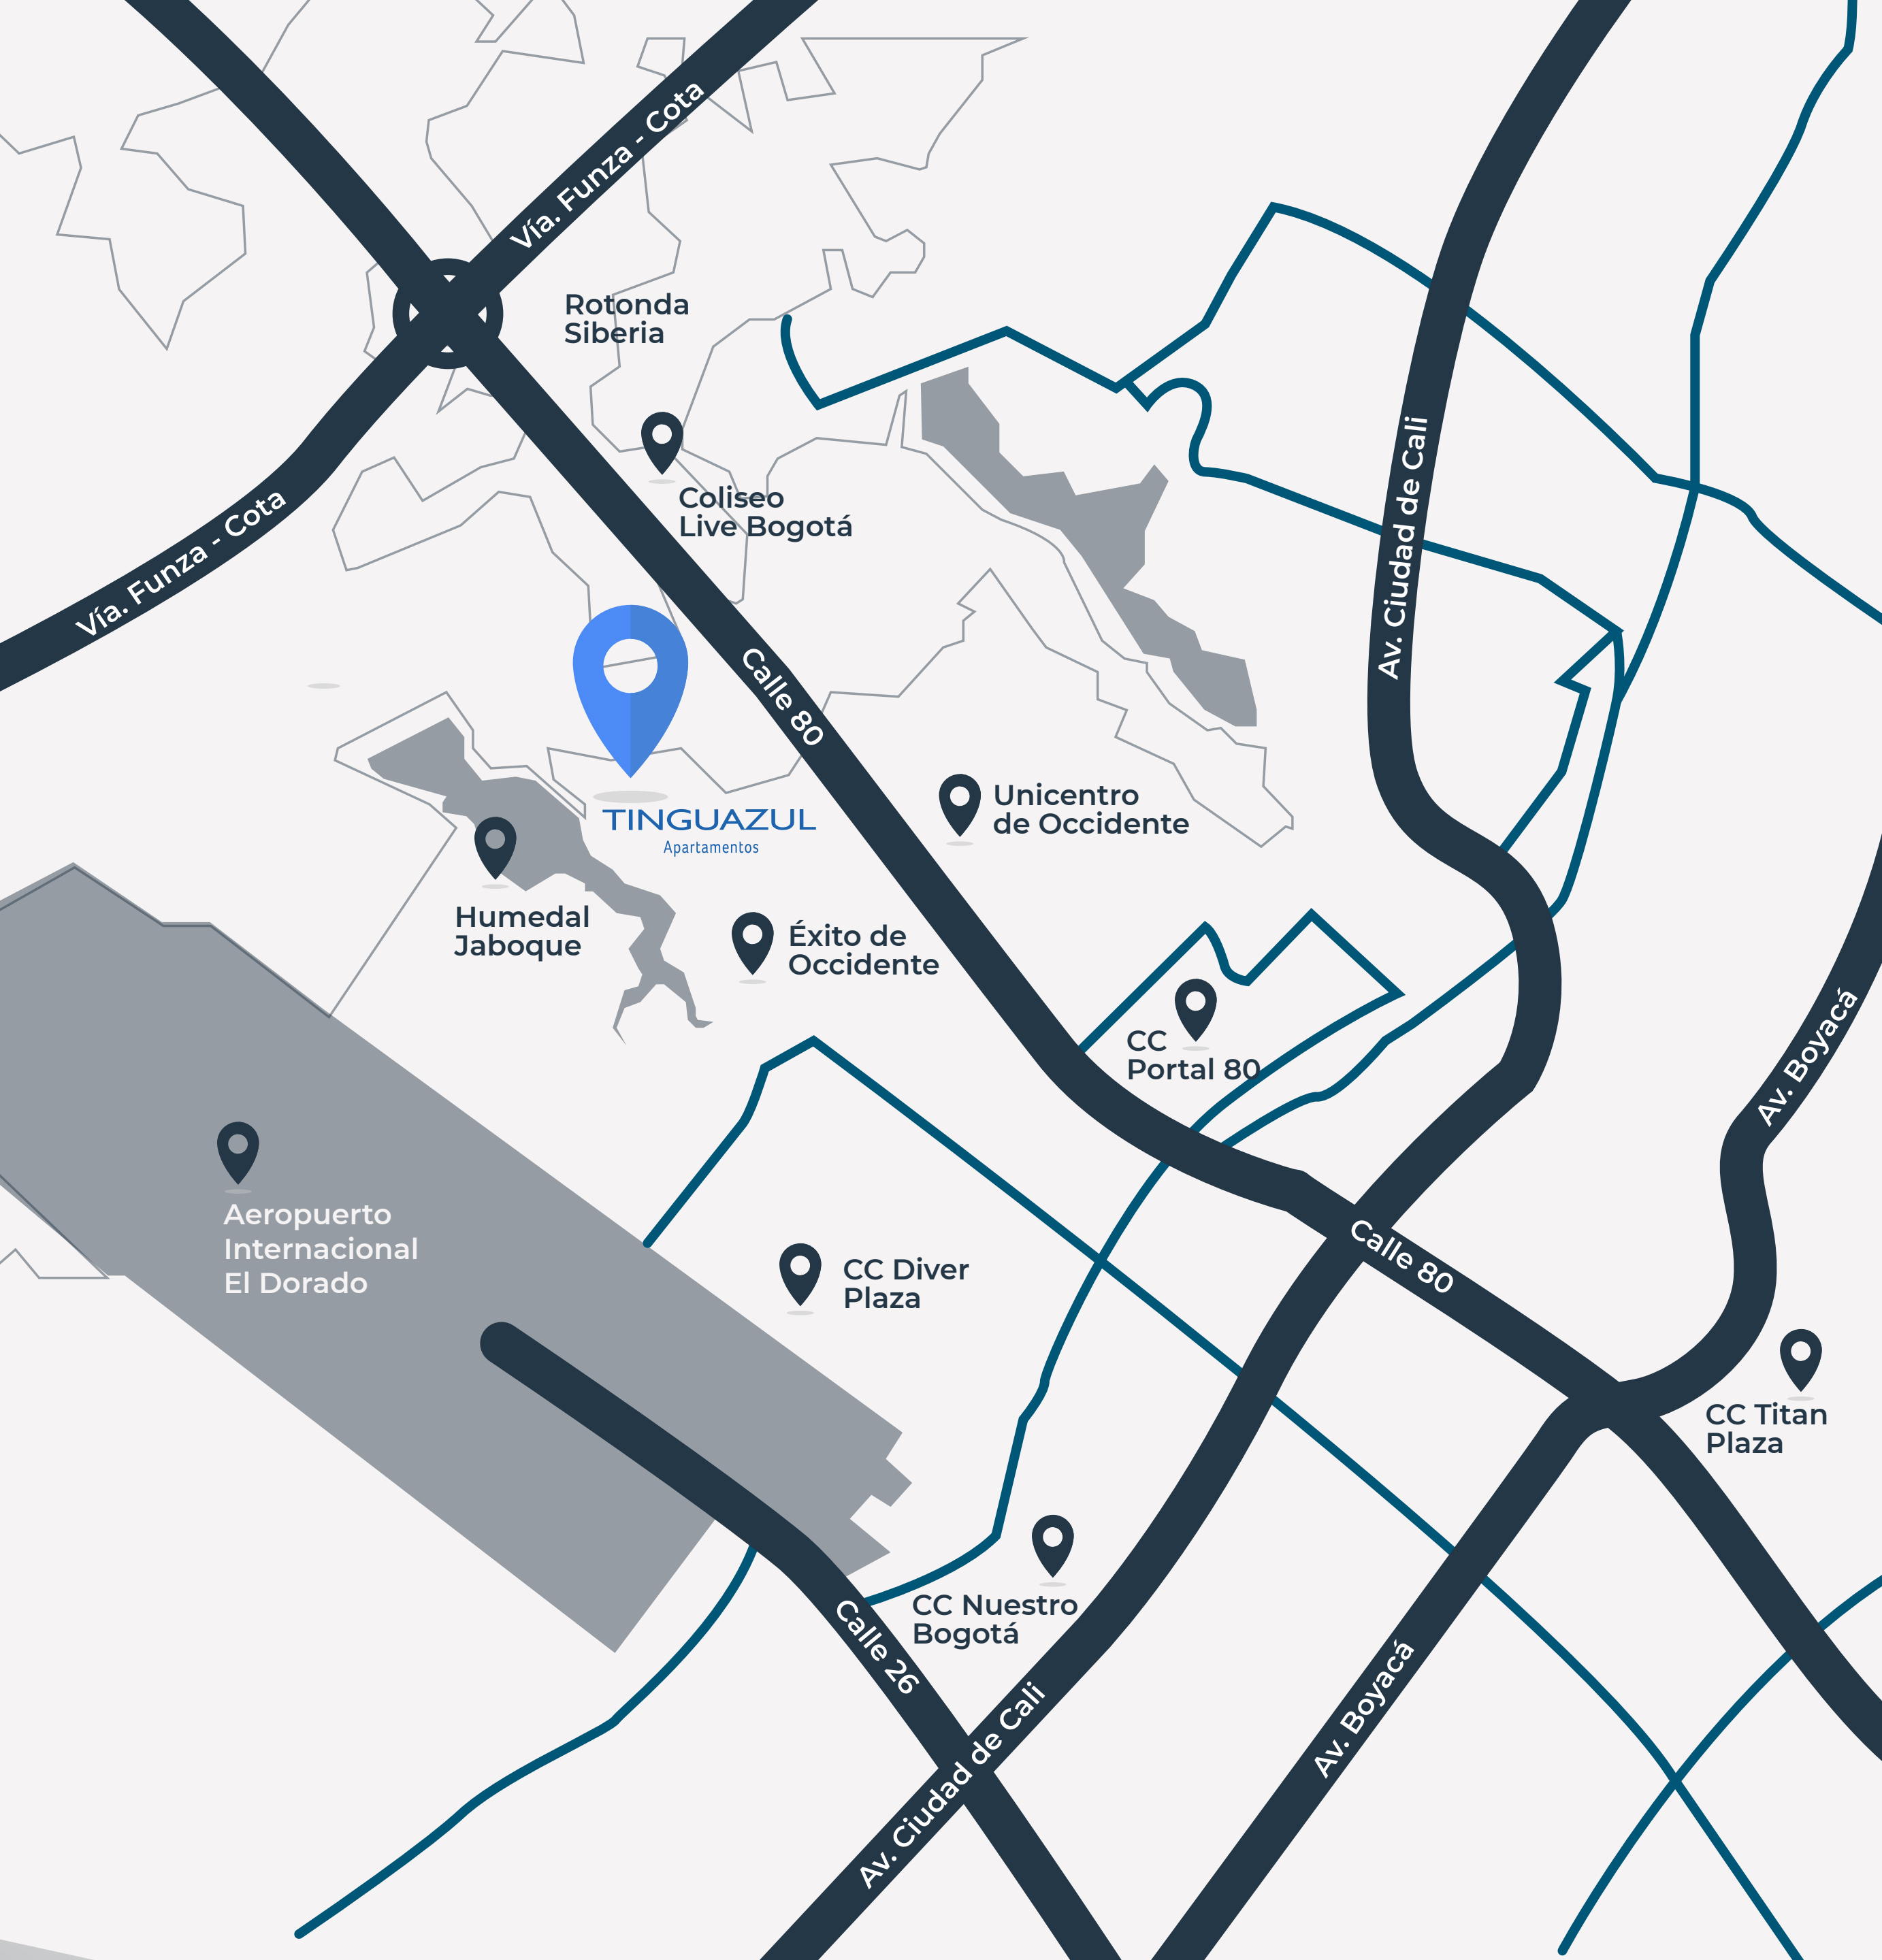 Vía. Funza - Cota
Rotonda
Siberia
Vía. Funza - Cota
Coliseo
Live Bogotá
Av. Ciudad de Cali
Calle 80
TINGUAZUL
Apartamentos
Unicentro
de Occidente
Humedal
Jaboque
Éxito de
Occidente
CC
Portal 80
Av. Boyacá
Aeropuerto
Internacional
El Dorado
CC Diver
Plaza
Calle 80
CC Titan
Plaza
CC Nuestro
Bogotá
Calle 26
Av. Ciudad de Cali
Av. Boyacá